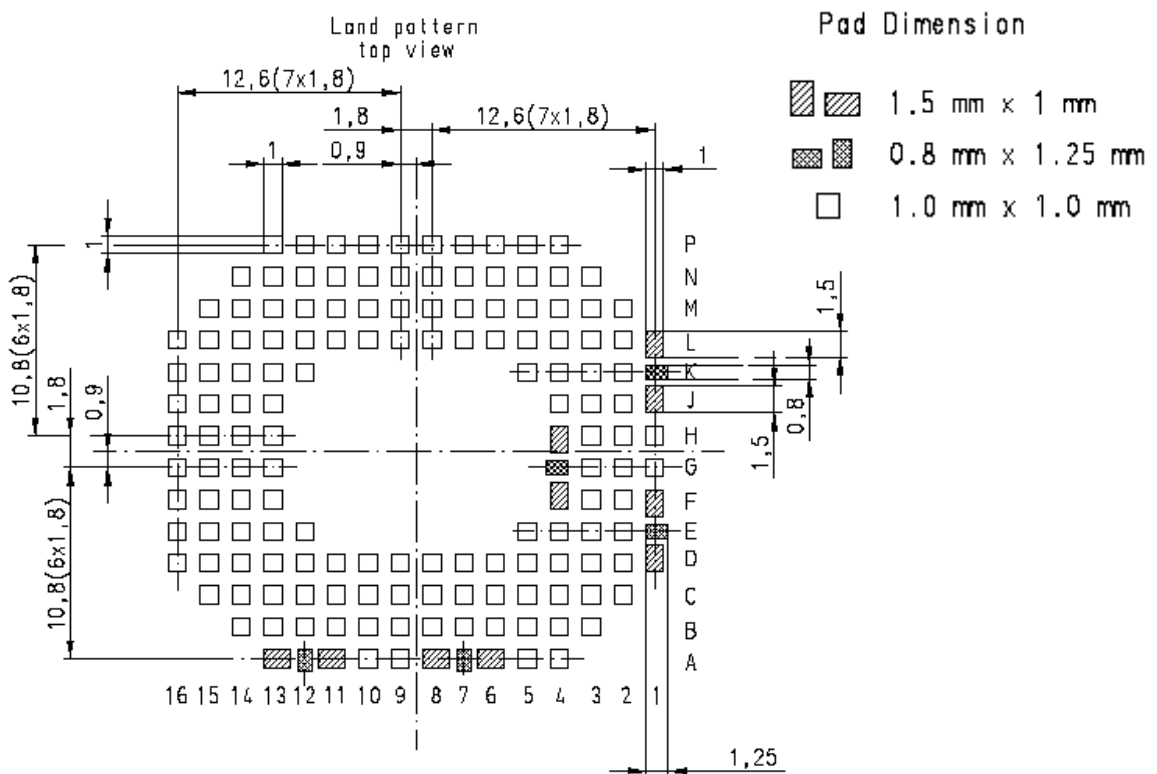 Land pattern
top view
Pad Dimension
12,6(7x1,8)
1,8
12,6(7x1,8)
1
0,9
1
1.5 mm x 1 mm
0.8 mm x 1.25 mm
1.0 mm x 1.0 mm
1
10,8(6x1,8)
1,8
0,9
10,8(6x1,8)
P
N
M
L
K
J
H
G
F
E
D
C
B
A
1,5
0,8
1,5
16 15 14 13 12 11 10 9 8 7 6 5 4 3 2 1
1,25